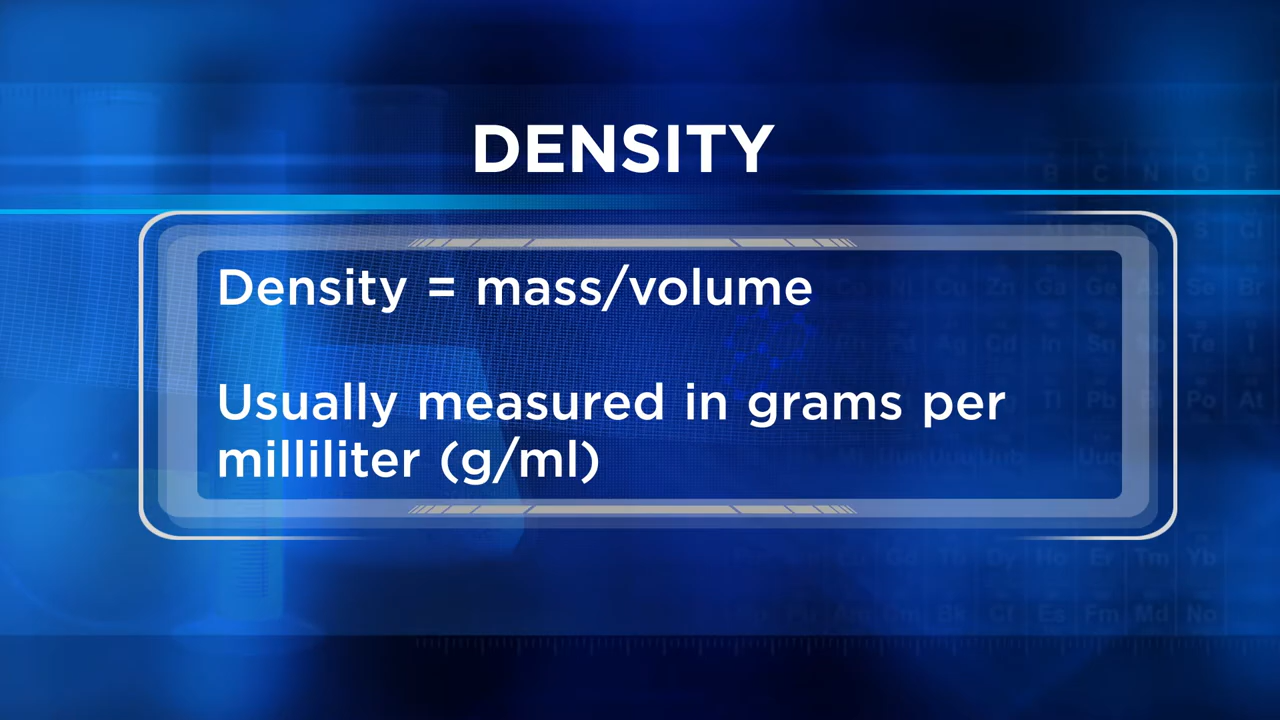 DENSITY
Density = mass/volume
Usually measured in grams per
milliliter (g/ml)